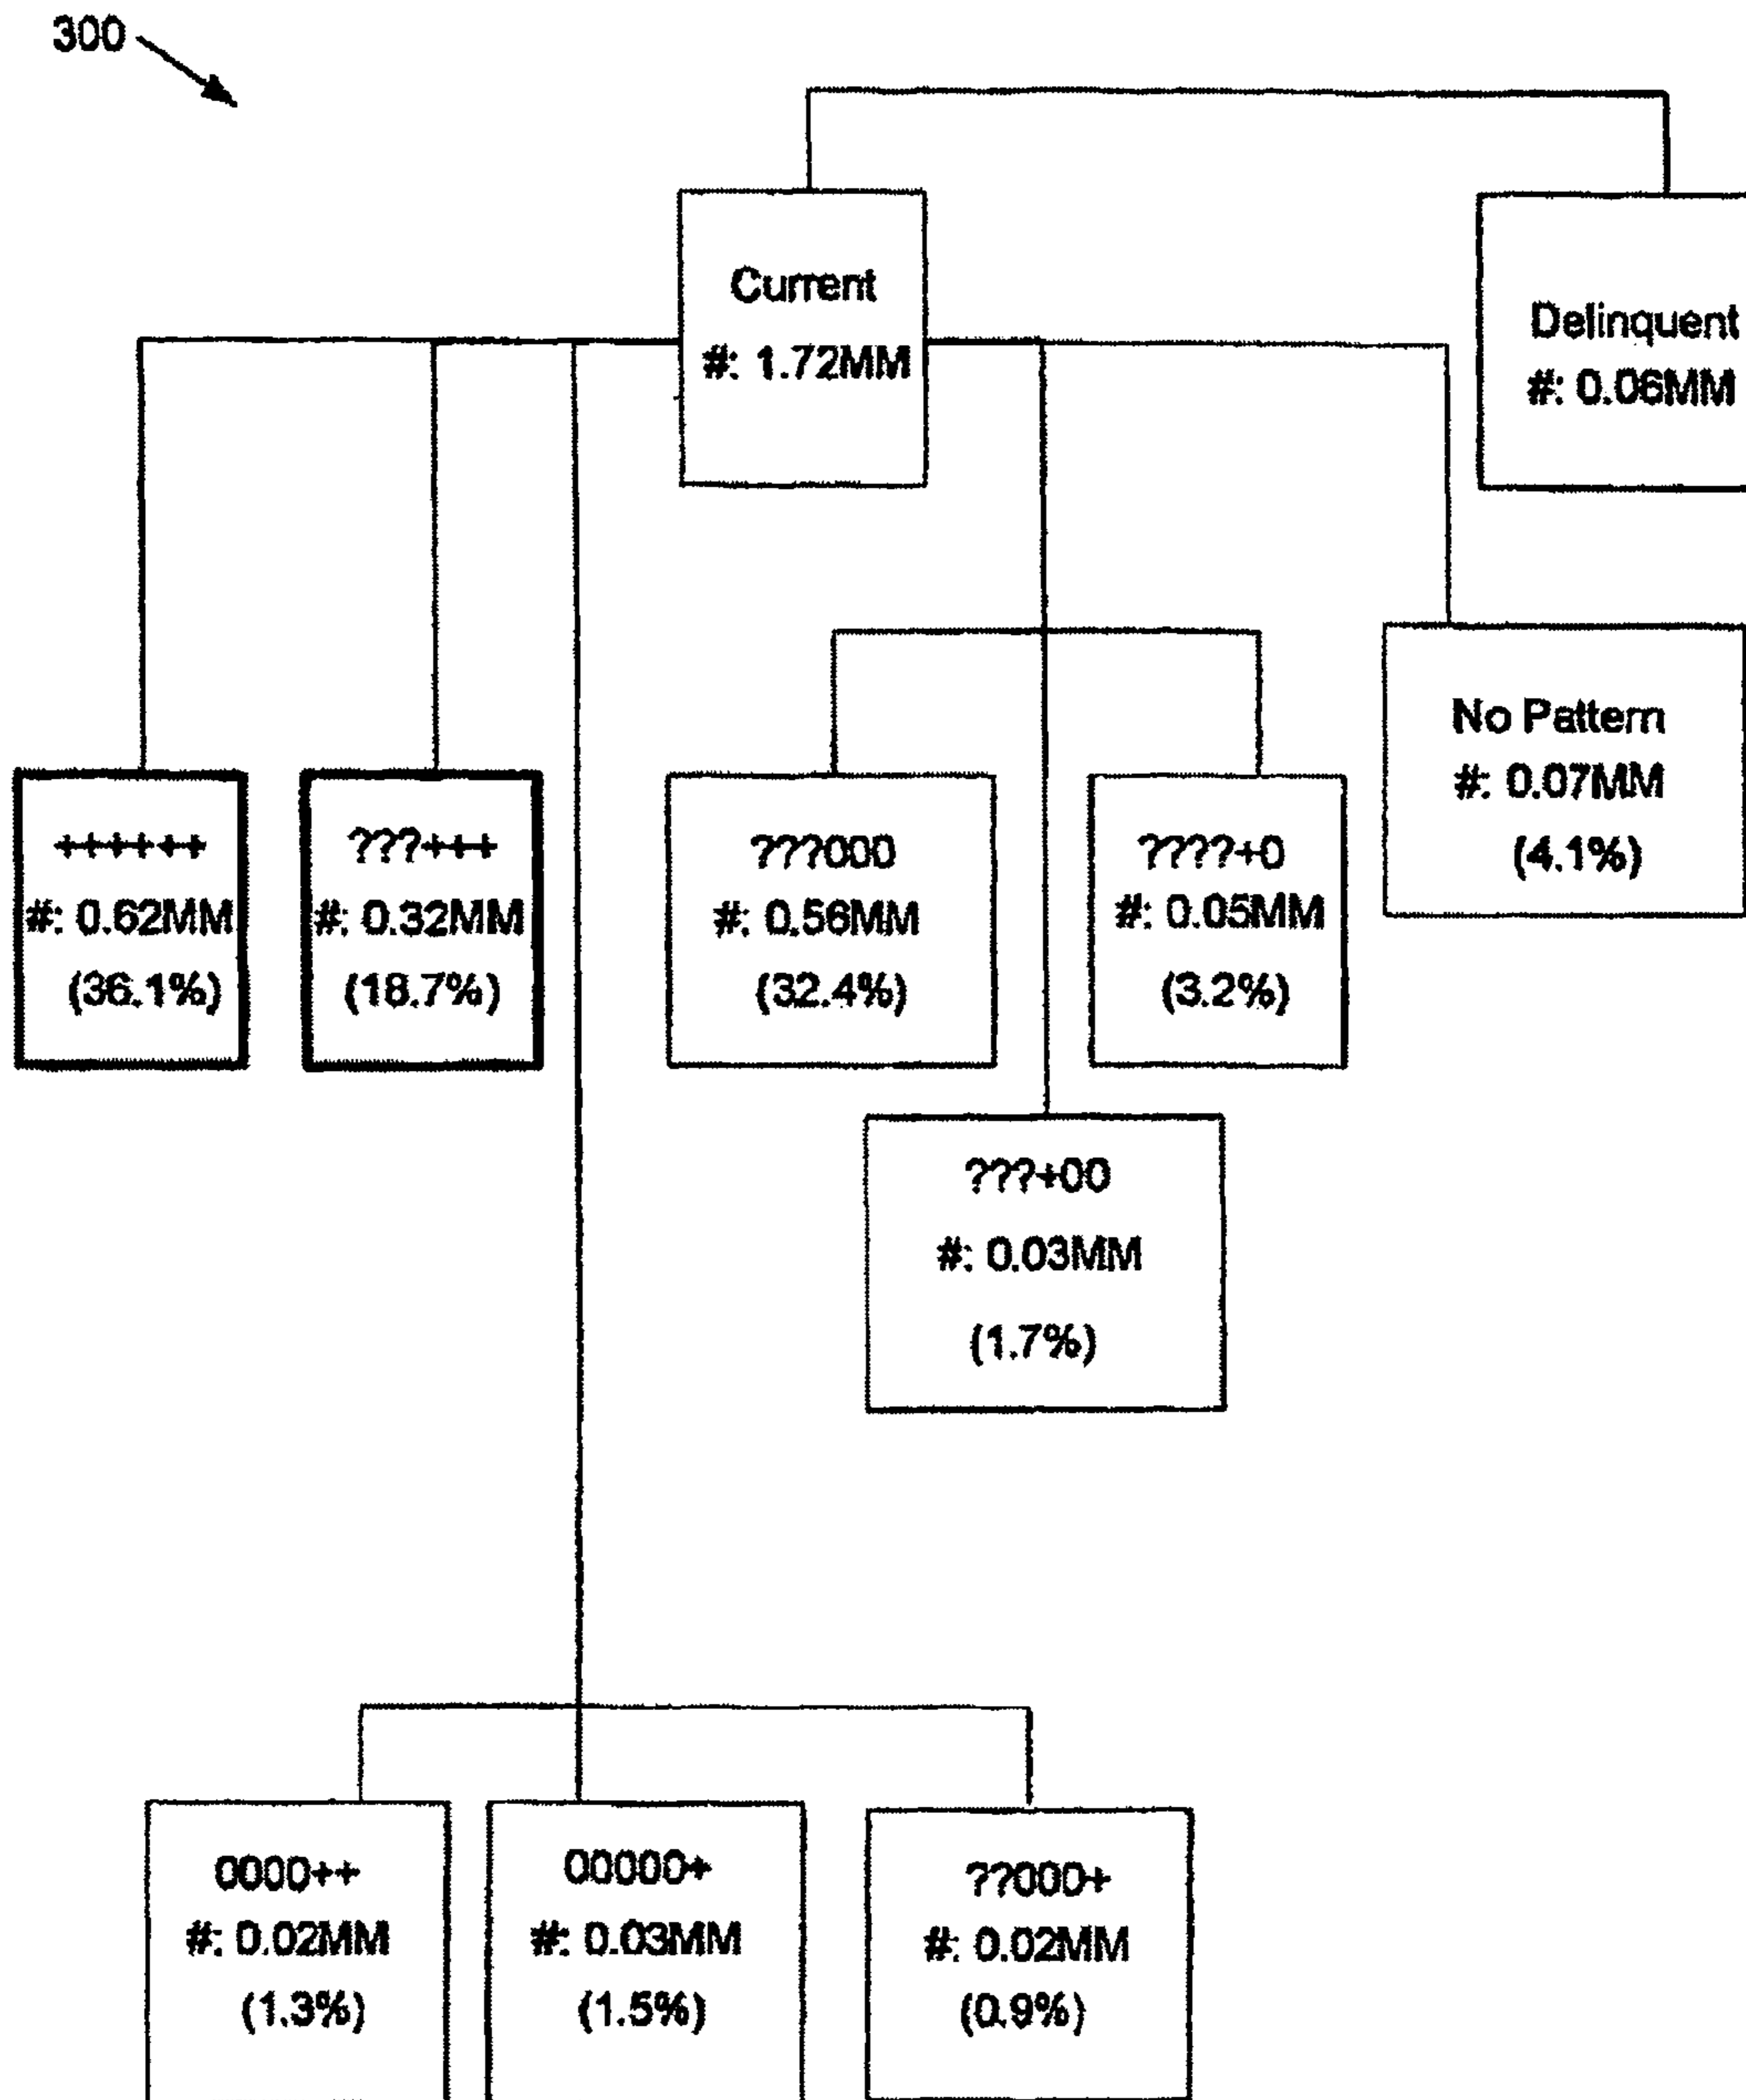 300
Current
#: 1.72MM
Delinquent
#: 0.06MM
No Pattern
#: 0.07MM
(4.1%)
++++++
#: 0.62MM
(36.1%)
???+++
#: 0.32MM
(18.7%)
???000
#: 0.56MM
(32.4%)
????+0
#: 0.05MM
(3.2%)
???+00
#: 0.03MM
(1.7%)
0000++
#: 0.02MM
(1.3%)
00000+
#: 0.03MM
(1.5%)
??000+
#: 0.02MM
(0.9%)